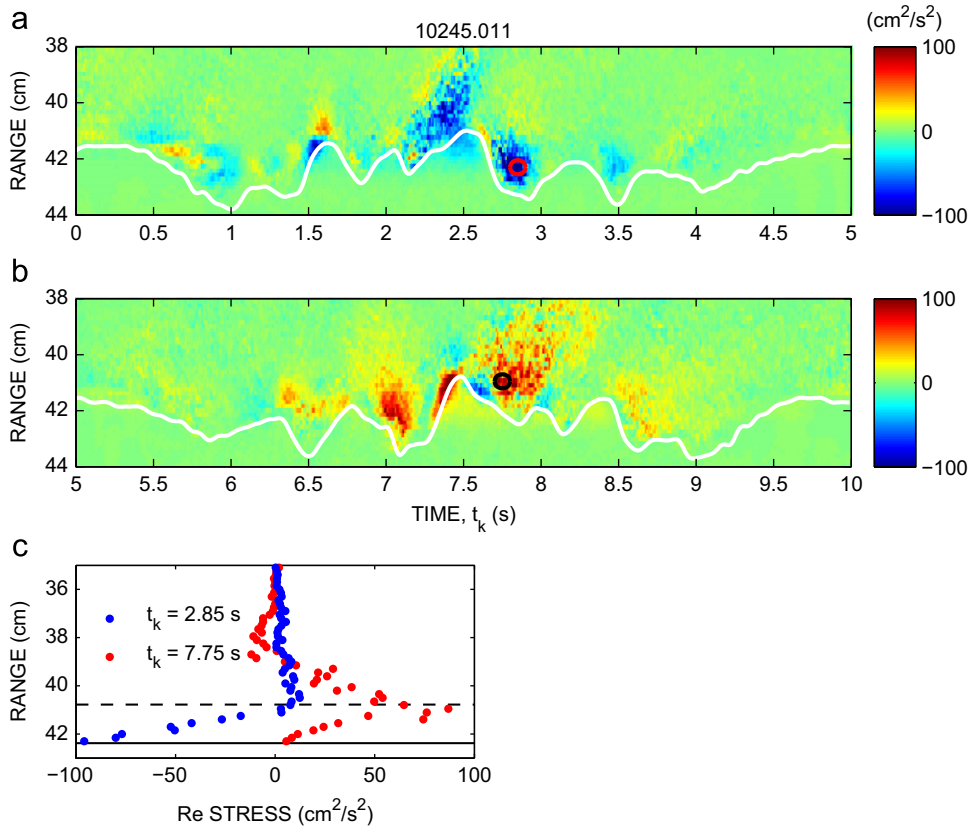 a
10245.011
(cm²/s²)
38
40
42
44
RANGE (cm)
0 0.5 1 1.5 2 2.5 3 3.5 4 4.5 5
100
0
−100
b
38
40
42
44
RANGE (cm)
5 5.5 6 6.5 7 7.5 8 8.5 9 9.5 10
TIME, t_k (s)
100
0
−100
c
36
38
40
42
RANGE (cm)
t_k = 2.85 s
t_k = 7.75 s
−100 −50 0 50 100
Re STRESS (cm²/s²)